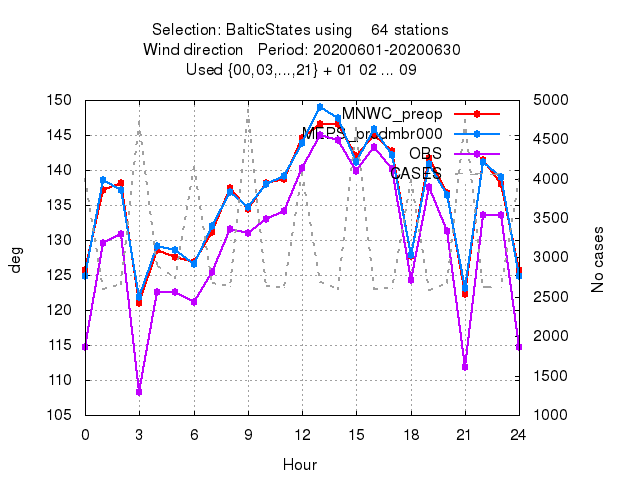 Selection: BalticStates using 64 stations
Wind direction Period: 20200601-20200630
Used {00,03,...,21} + 01 02 ... 09
150
145
140
135
130
125
120
115
110
105
deg
5000
4500
4000
3500
3000
2500
2000
1500
1000
No cases
MNWC_preop
MEPS_prodmbr000
OBS
CASES
0 3 6 9 12 15 18 21 24
Hour